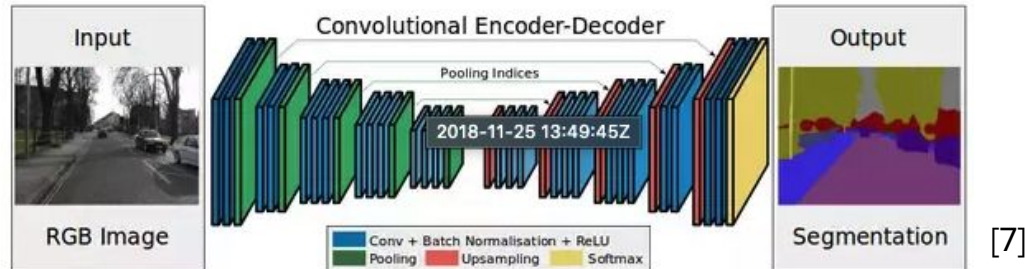 Input
RGB Image
Convolutional Encoder-Decoder
Pooling Indices
2018-11-25 13:49:45Z
Conv + Batch Normalisation + ReLU
Pooling Upsampling Softmax
Output
Segmentation
[7]